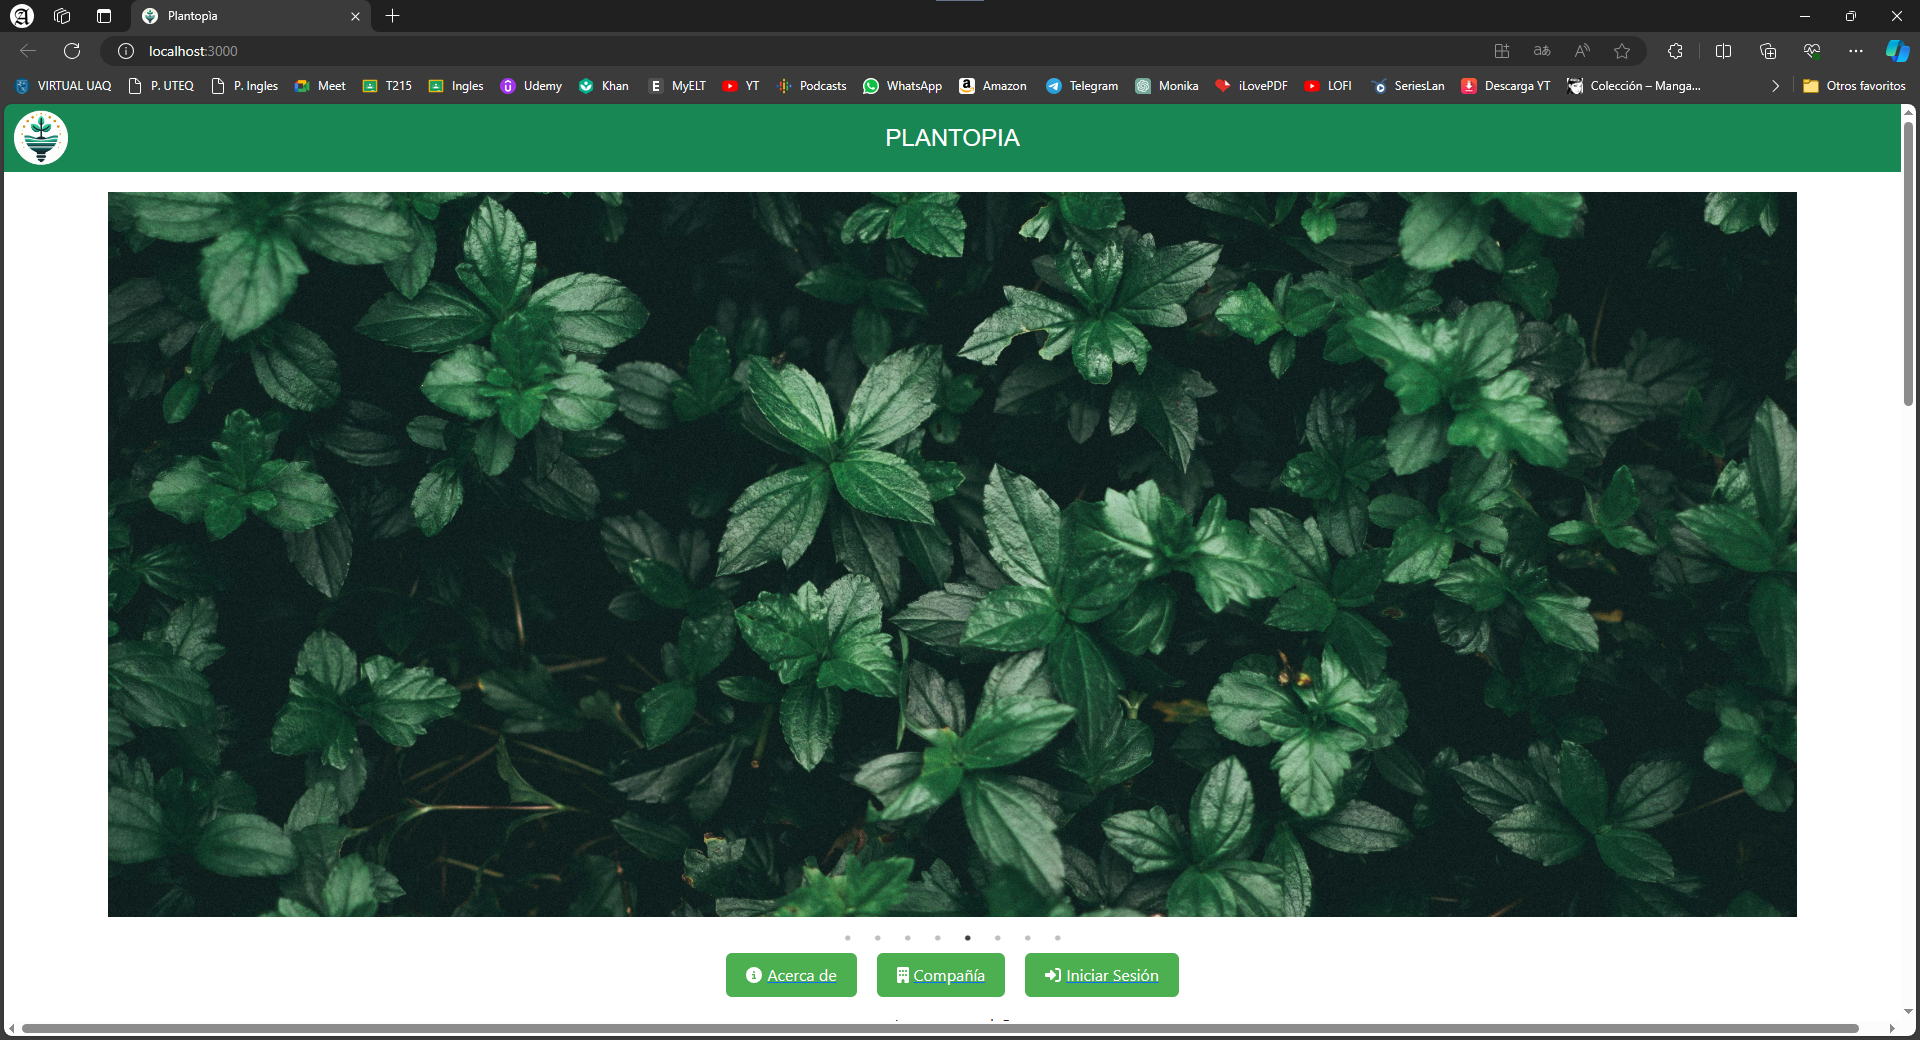 Plantopia
localhost:3000
VIRTUAL UAQ P. UTEQ P. Ingles Meet T215 Ingles Udemy Khan MyELT YT Podcasts WhatsApp Amazon Telegram Monika iLovePDF LOFI SeriesLan Descarga YT Colección – Manga... Otros favoritos
PLANTOPIA
Acerca de Compañía Iniciar Sesión